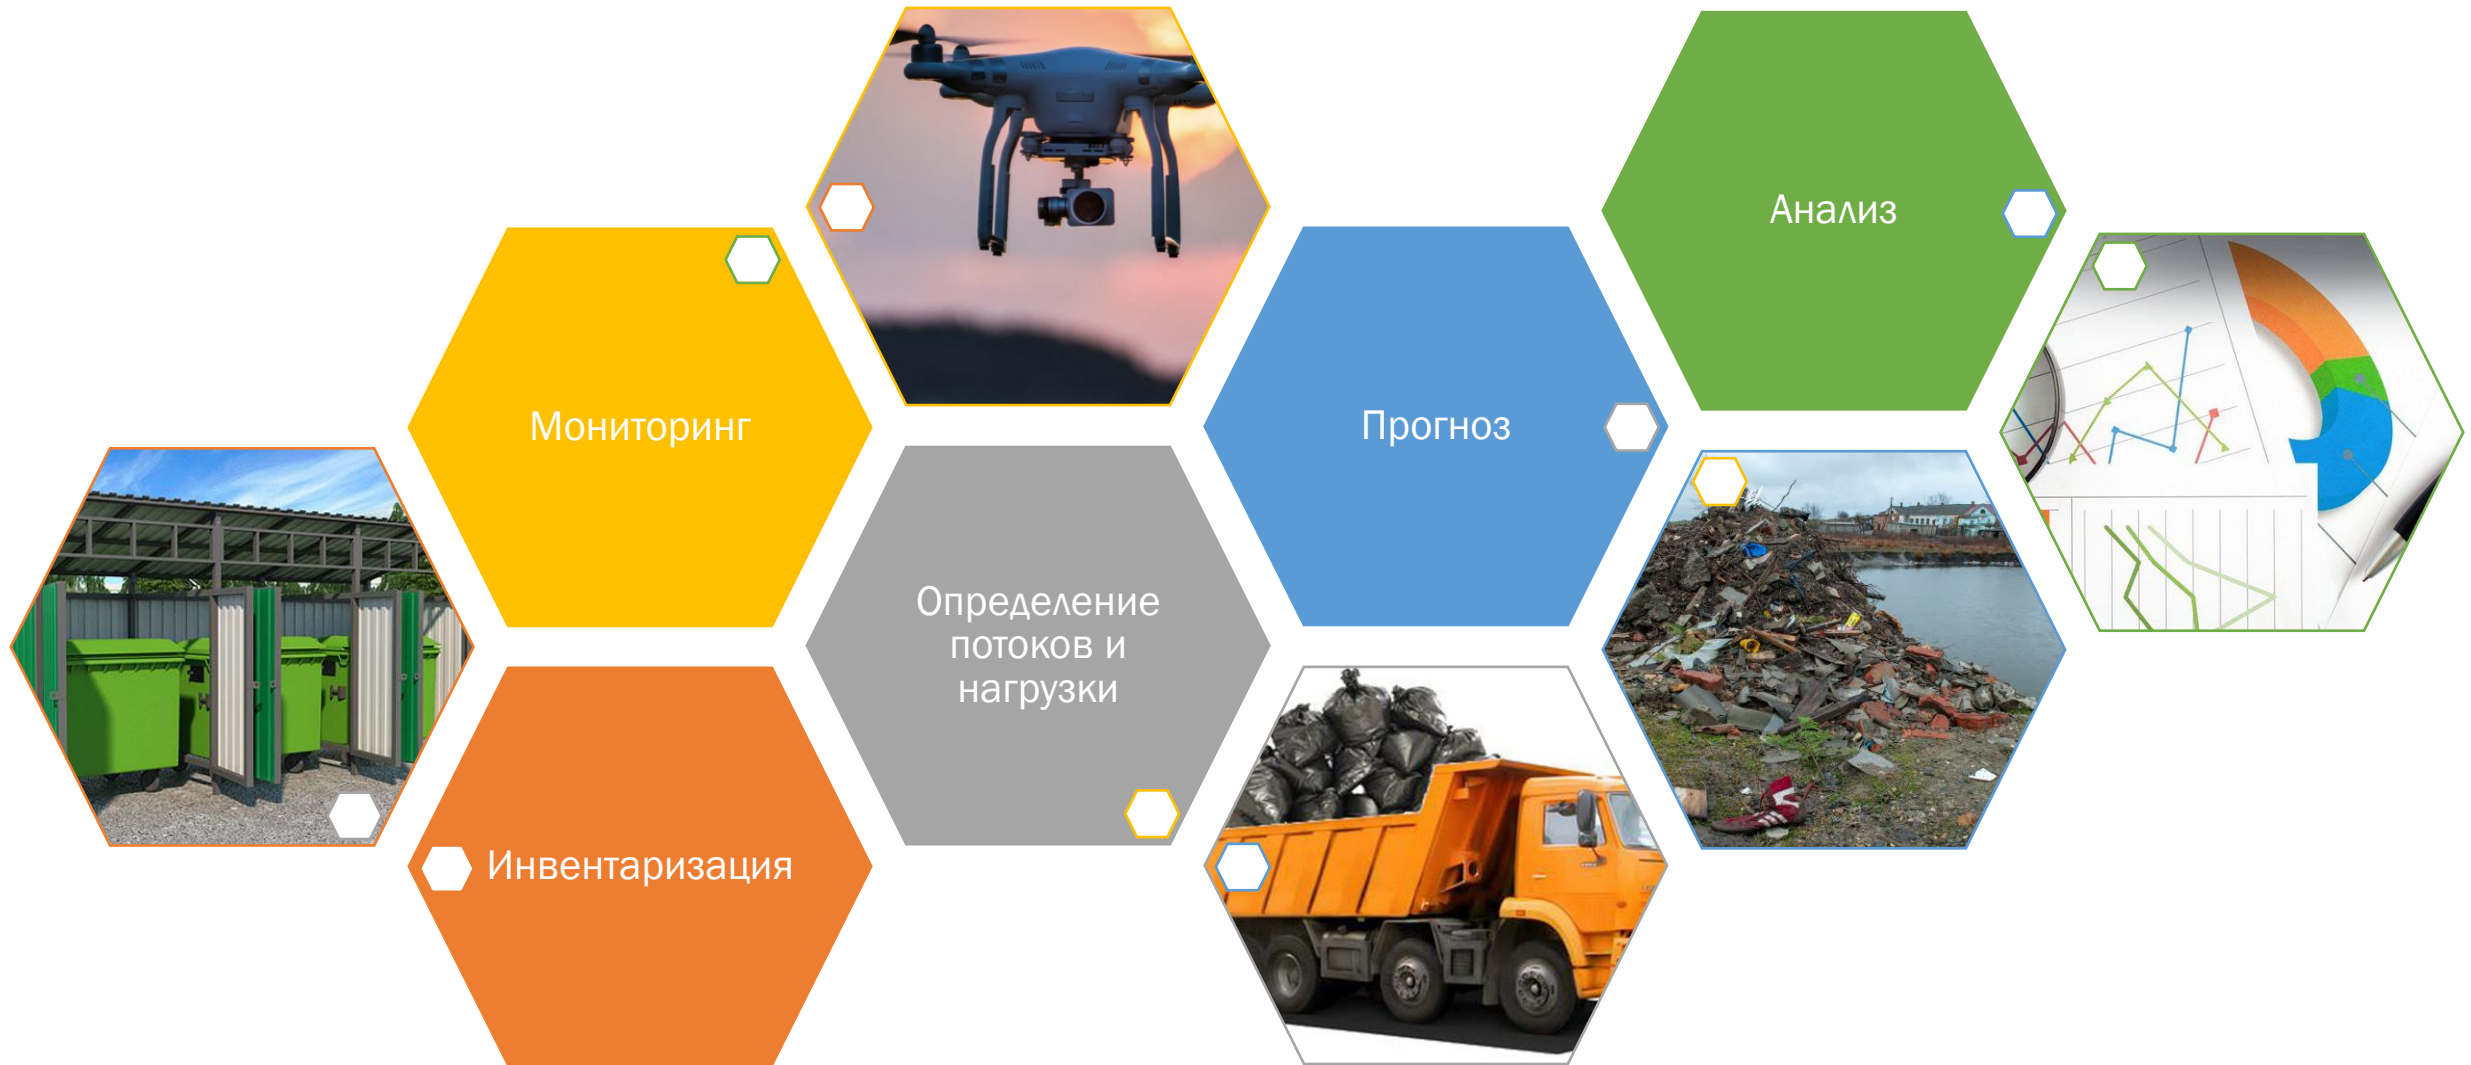 Анализ
Мониторинг
Прогноз
Определение
потоков и
нагрузки
Инвентаризация